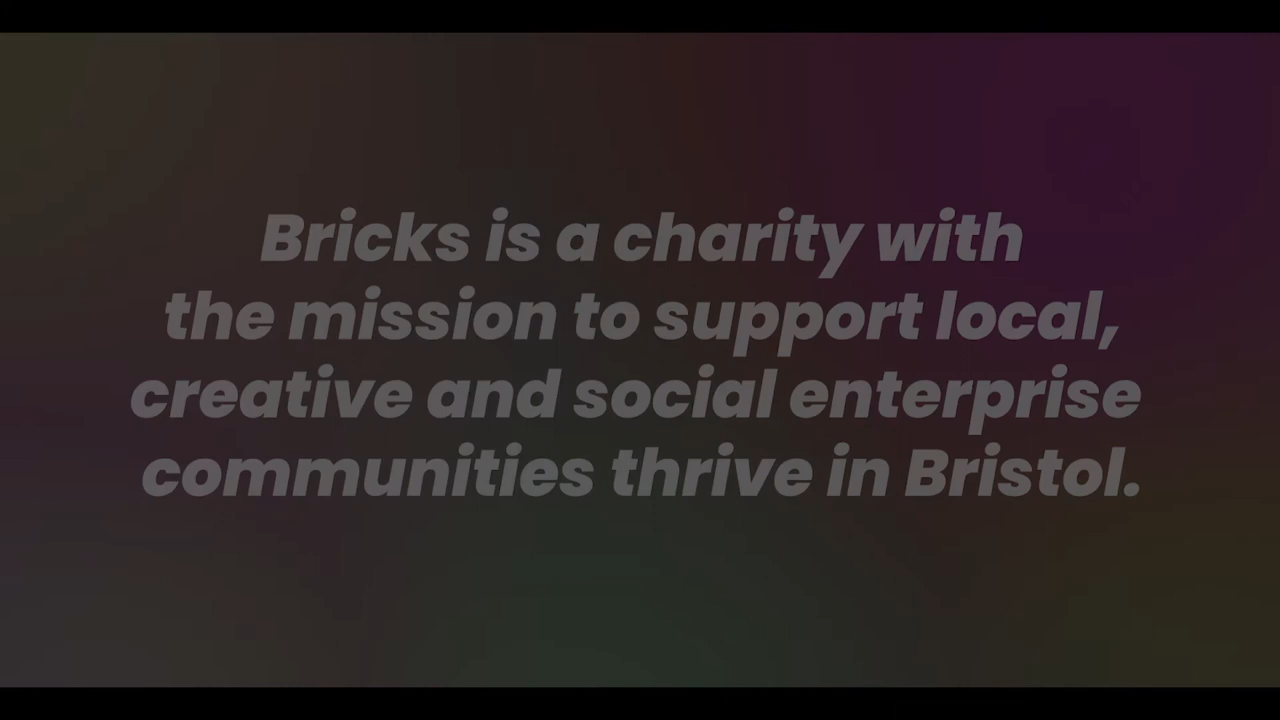 Bricks is a charity with
the mission to support local,
creative and social enterprise
communities thrive in Bristol.